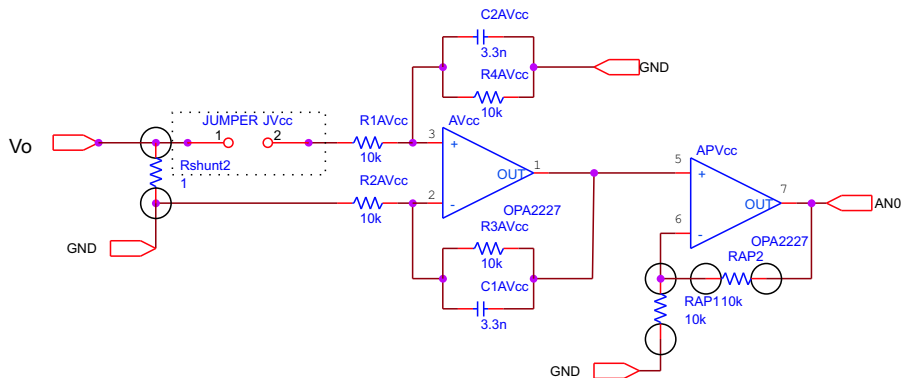 C2AVcc
3.3n
GND
R4AVcc
10k
JUMPER JVcc
1
2
R1AVcc
10k
Vo
3
AVcc
+
OUT
1
-
2
OPA2227
Rshunt2
1
R2AVcc
10k
GND
R3AVcc
10k
C1AVcc
3.3n
APVcc
5
+
7
OUT
AN0
6
-
OPA2227
RAP2
10k
RAP1
10k
GND